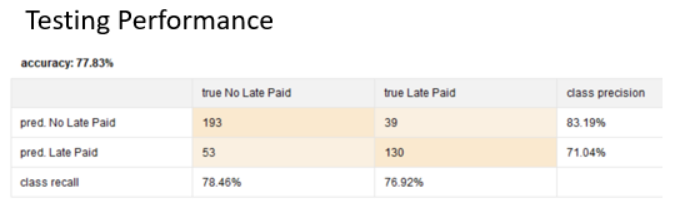 Testing Performance
accuracy: 77.83%
true No Late Paid true Late Paid class precision
pred. No Late Paid 193 39 83.19%
pred. Late Paid 53 130 71.04%
class recall 78.46% 76.92%